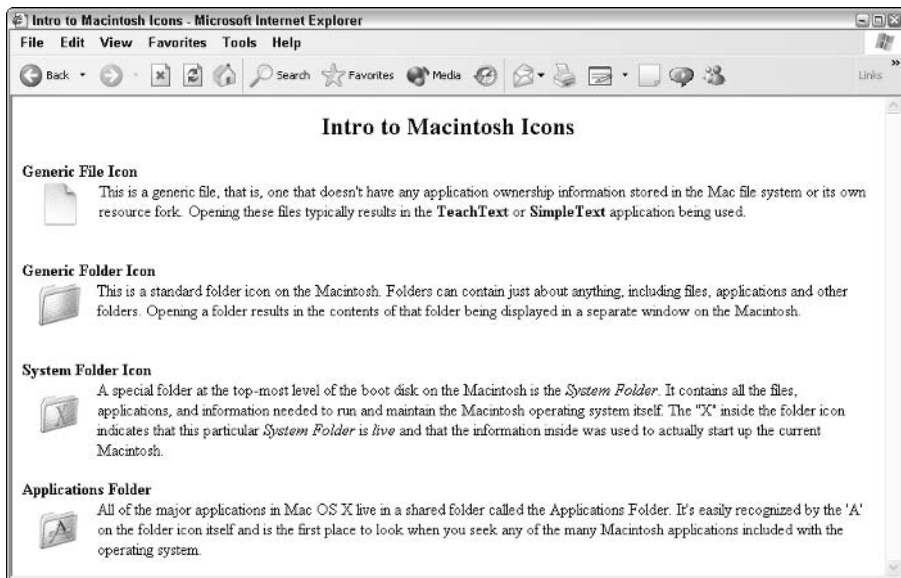 Intro to Macintosh Icons - Microsoft Internet Explorer
File Edit View Favorites Tools Help
Back Search Favorites Media Links »
Intro to Macintosh Icons
Generic File Icon
This is a generic file, that is, one that doesn't have any application ownership information stored in the Mac file system or its own
resource fork. Opening these files typically results in the TeachText or SimpleText application being used.
Generic Folder Icon
This is a standard folder icon on the Macintosh. Folders can contain just about anything, including files, applications and other
folders. Opening a folder results in the contents of that folder being displayed in a separate window on the Macintosh.
System Folder Icon
A special folder at the top-most level of the boot disk on the Macintosh is the System Folder. It contains all the files,
applications, and information needed to run and maintain the Macintosh operating system itself. The "X" inside the folder icon
indicates that this particular System Folder is live and that the information inside was used to actually start up the current
Macintosh.
Applications Folder
All of the major applications in Mac OS X live in a shared folder called the Applications Folder. It's easily recognized by the 'A'
on the folder icon itself and is the first place to look when you seek any of the many Macintosh applications included with the
operating system.